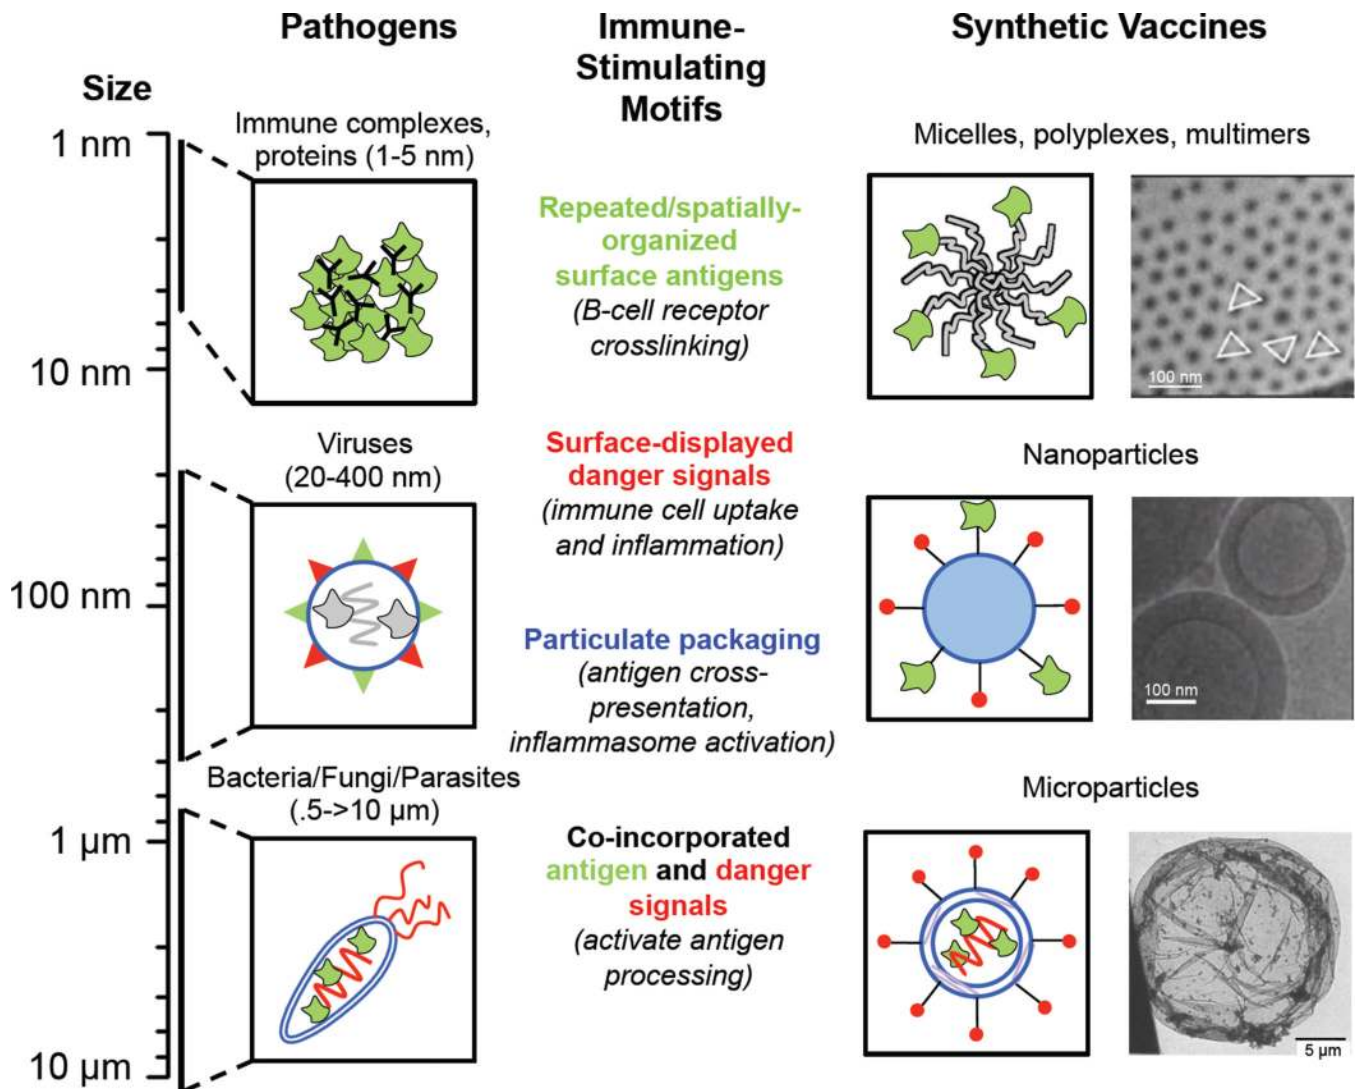 Pathogens
Immune-
Stimulating
Motifs
Synthetic Vaccines
Size
1 nm
10 nm
100 nm
1 µm
10 µm
Immune complexes,
proteins (1-5 nm)
Viruses
(20-400 nm)
Bacteria/Fungi/Parasites
(.5->10 µm)
Repeated/spatially-
organized
surface antigens
(B-cell receptor
crosslinking)
Surface-displayed
danger signals
(immune cell uptake
and inflammation)
Particulate packaging
(antigen cross-
presentation,
inflammasome activation)
Co-incorporated
antigen and danger
signals
(activate antigen
processing)
Micelles, polyplexes, multimers
100 nm
Nanoparticles
100 nm
Microparticles
5 µm